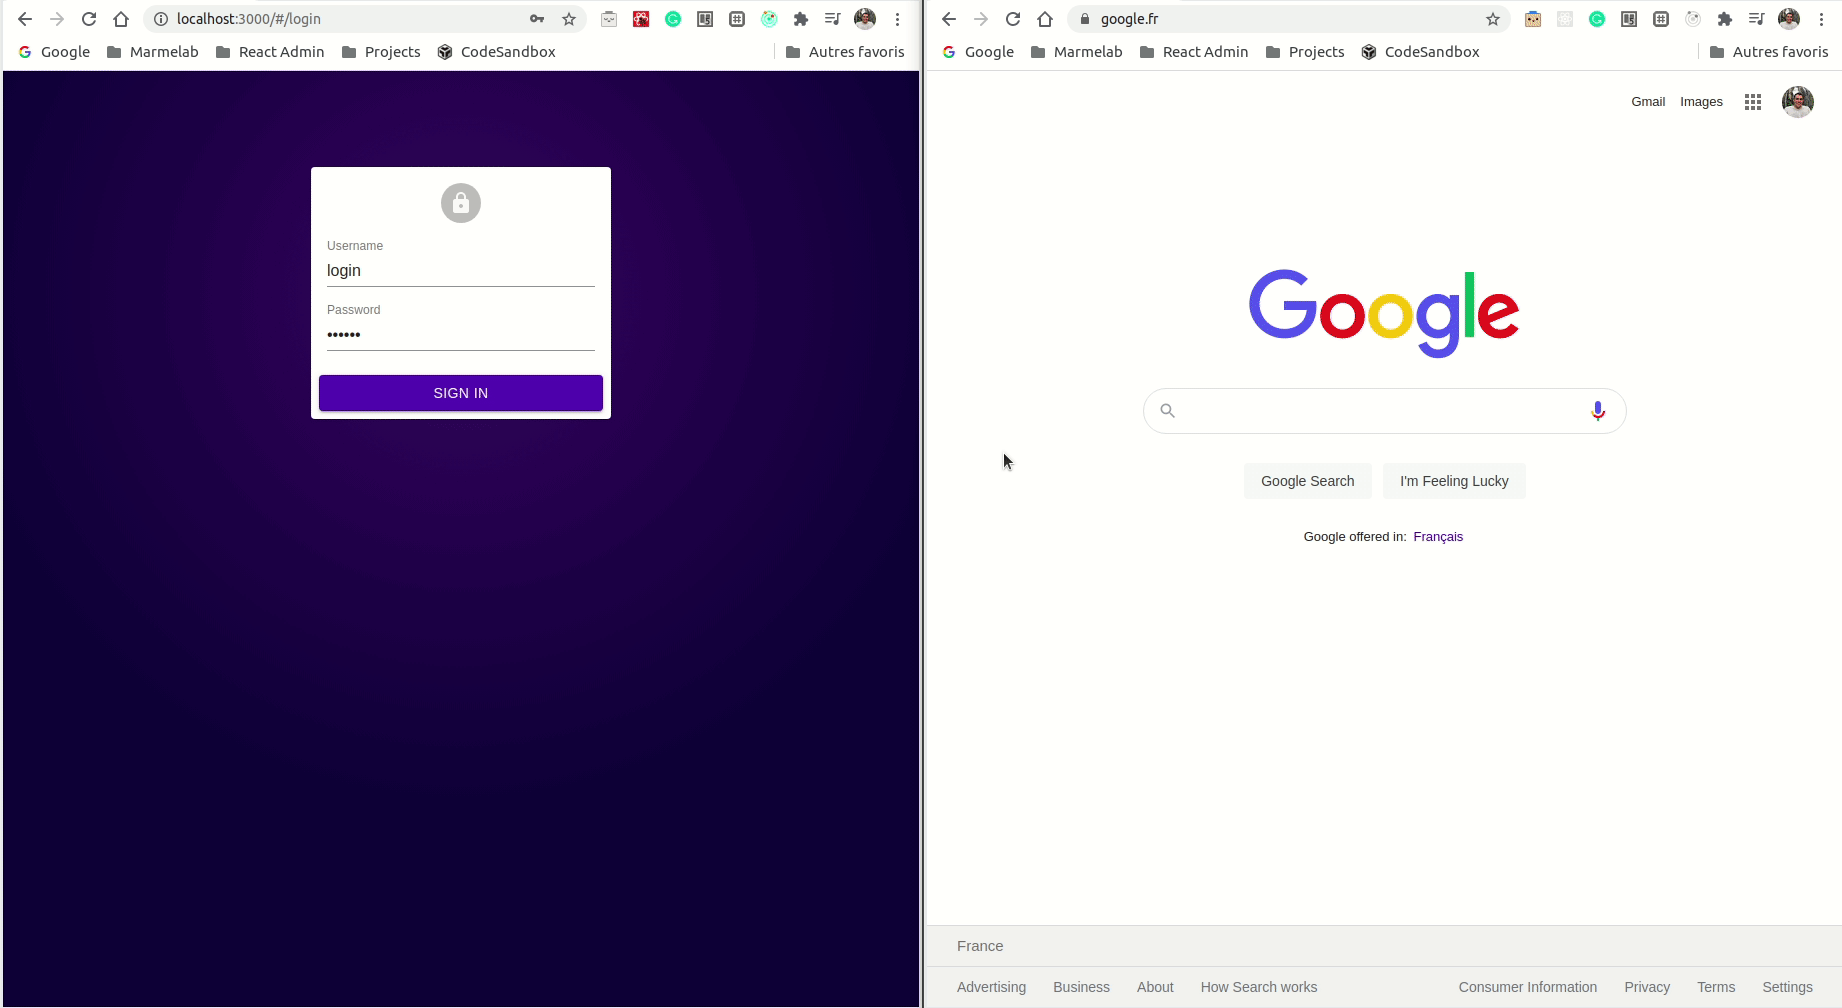 localhost:3000/#/login
Google Marmelab React Admin Projects CodeSandbox Autres favoris
Username
login
Password
••••••
SIGN IN
google.fr
Google Marmelab React Admin Projects CodeSandbox Autres favoris
Gmail Images
Google
Google Search I'm Feeling Lucky
Google offered in: Français
France
Advertising Business About How Search works Consumer Information Privacy Terms Settings